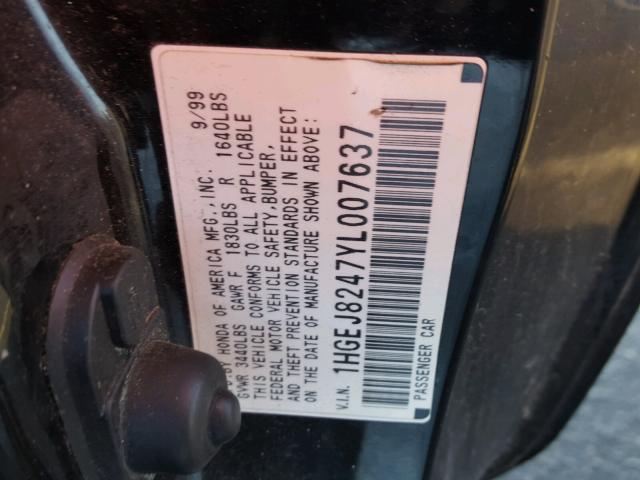 BY HONDA OF AMERICA MFG.,INC. 9/99
GVWR 3440LBS GAWR F 1830LBS R 1640LBS
THIS VEHICLE CONFORMS TO ALL APPLICABLE
FEDERAL MOTOR VEHICLE SAFETY,BUMPER,
AND THEFT PREVENTION STANDARDS IN EFFECT
ON THE DATE OF MANUFACTURE SHOWN ABOVE:
V.I.N. 1HGEJ8247YL007637
PASSENGER CAR